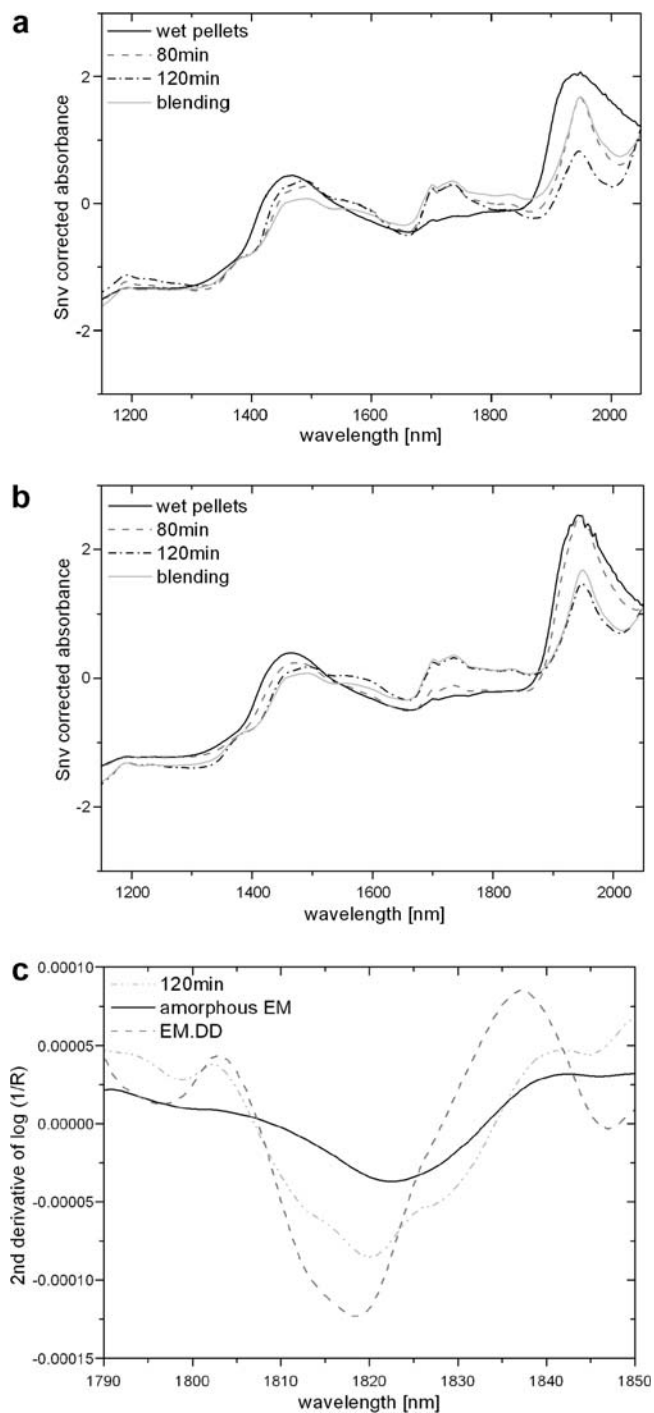 a
wet pellets
80min
120min
blending
Snv corrected absorbance
2
0
-2
1200 1400 1600 1800 2000
wavelength [nm]
b
wet pellets
80min
120min
blending
Snv corrected absorbance
2
0
-2
1200 1400 1600 1800 2000
wavelength [nm]
c
120min
amorphous EM
EM.DD
2nd derivative of log (1/R)
0.00010
0.00005
0.00000
-0.00005
-0.00010
-0.00015
1790 1800 1810 1820 1830 1840 1850
wavelength [nm]